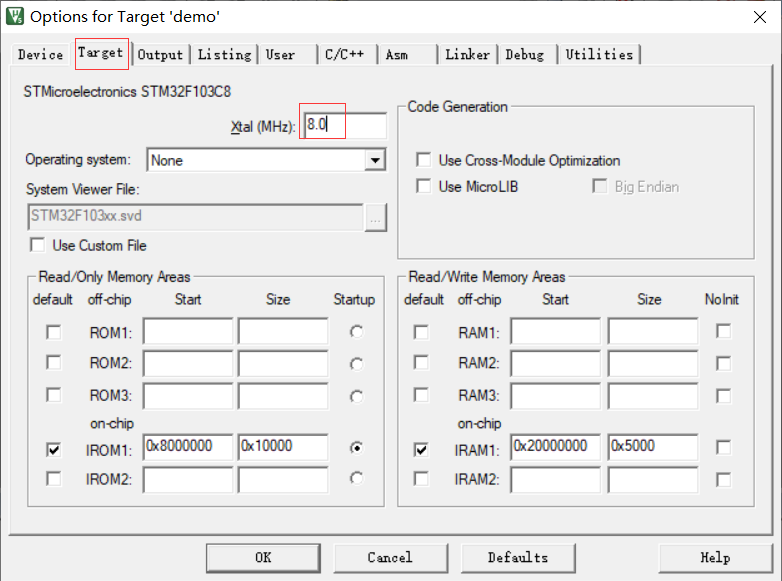 Options for Target 'demo'
Device Target Output Listing User C/C++ Asm Linker Debug Utilities
STMicroelectronics STM32F103C8
Xtal (MHz): 8.0
Operating system: None
System Viewer File:
STM32F103xx.svd ...
Use Custom File
Code Generation
Use Cross-Module Optimization
Use MicroLIB Big Endian
Read/Only Memory Areas
default off-chip Start Size Startup
ROM1:
ROM2:
ROM3:
on-chip
IROM1: 0x8000000 0x10000
IROM2:
Read/Write Memory Areas
default off-chip Start Size NoInit
RAM1:
RAM2:
RAM3:
on-chip
IRAM1: 0x20000000 0x5000
IRAM2:
OK Cancel Defaults Help